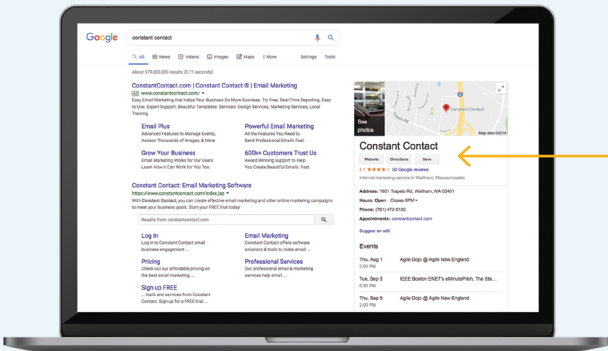 Google
constant contact
All News Videos Images Maps More Settings Tools
About 579,000,000 results (0.71 seconds)
ConstantContact.com | Constant Contact ® | Email Marketing
Ad www.constantcontact.com/
Easy Email Marketing that Helps Your Business Do More Business. Try Free. Real Time Reporting, Easy
to Use. Expert Support, Beautiful Templates. Services: Design Services, Marketing Services, Local
Training.
Email Plus
Advanced Features to Manage Events,
Access Thousands of Images, & More
Powerful Email Marketing
All the Features You Need to
Send Professional Emails Fast.
Grow Your Business
Email Marketing Works for Our Users
Learn How It Can Work for You Too.
600k+ Customers Trust Us
Award Winning Support to Help
You Create Beautiful Emails. Fast.
Constant Contact: Email Marketing Software
https://www.constantcontact.com/index.jsp
With Constant Contact, you can create effective email marketing and other online marketing campaigns
to meet your business goals. Start your FREE trial today!
Results from constantcontact.com
Log In
Log in to Constant Contact small
business engagement ...
Email Marketing
Constant Contact offers software
solutions & tools to make email ...
Pricing
Check out our affordable pricing on
the best email marketing ...
Professional Services
Our professional email & marketing
services help small ...
Sign up FREE
... tools and services from Constant
Contact. Sign up for a FREE trial ...
See
photos
Constant Contact
Map data ©2019
Constant Contact
Website Directions Save
4.1 50 Google reviews
Internet marketing service in Waltham, Massachusetts
Address: 1601 Trapelo Rd, Waltham, MA 02451
Hours: Open · Closes 8PM
Phone: (781) 472-8100
Appointments: constantcontact.com
Suggest an edit
Events
Thu, Aug 1 Agile Dojo @ Agile New England
3:00 PM
Tue, Sep 3 IEEE Boston ENET's eMinutePitch, The Sta...
6:30 PM
Thu, Sep 5 Agile Dojo @ Agile New England
2:00 PM